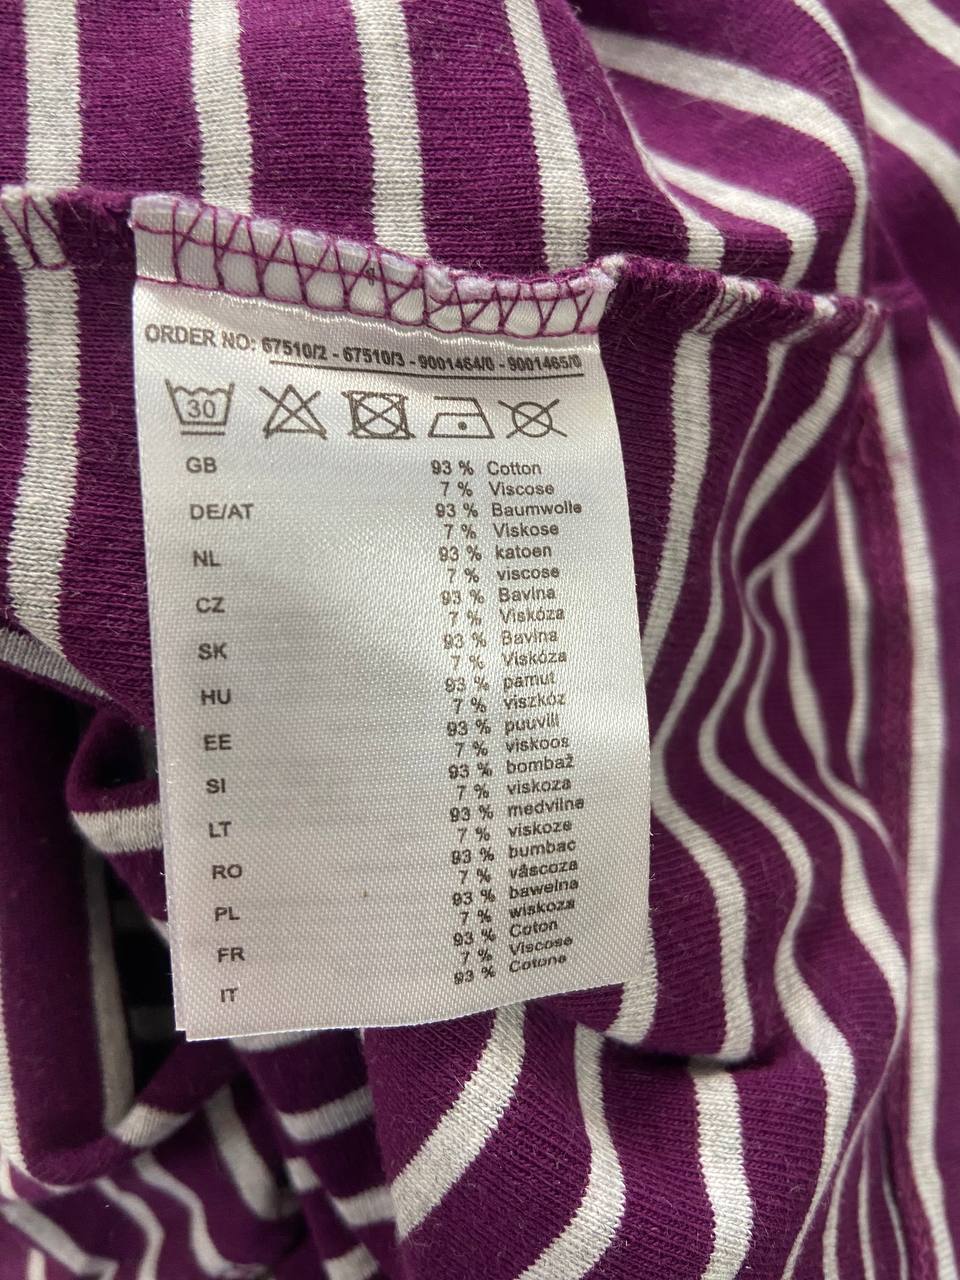 ORDER NO: 67510/2 - 67510/3 - 9001464/0 - 9001465/0
30
GB 93 % Cotton
7 % Viscose
DE/AT 93 % Baumwolle
7 % Viskose
NL 93 % katoen
7 % viscose
CZ 93 % Bavlna
7 % Viskóza
SK 93 % Bavlna
7 % Viskóza
HU 93 % pamut
7 % viszkóz
EE 93 % puuvill
7 % viskoos
SI 93 % bombaž
7 % viskoza
LT 93 % medvilne
7 % viskoze
RO 93 % bumbac
7 % vâscoza
PL 93 % bawelna
7 % wiskoza
FR 93 % Coton
7 % Viscose
IT 93 % Cotone